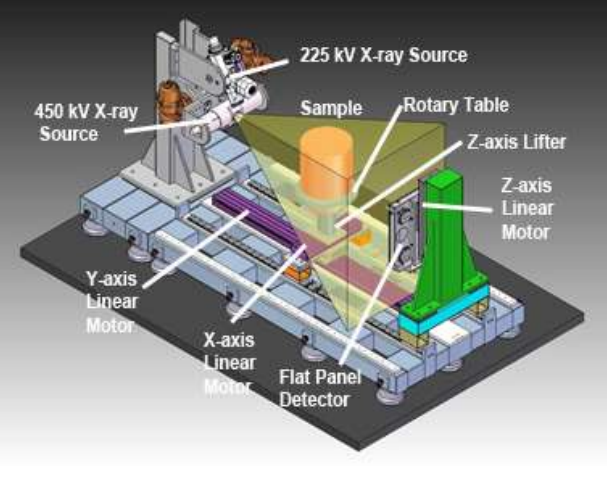 225 kV X-ray Source
450 kV X-ray
Source
Sample
Rotary Table
Z-axis Lifter
Z-axis
Linear
Motor
Y-axis
Linear
Motor
X-axis
Linear
Motor
Flat Panel
Detector